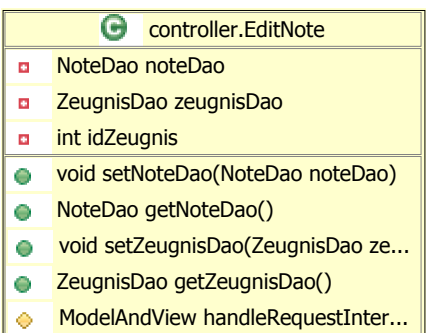 C controller.EditNote
NoteDao noteDao
ZeugnisDao zeugnisDao
int idZeugnis
void setNoteDao(NoteDao noteDao)
NoteDao getNoteDao()
void setZeugnisDao(ZeugnisDao ze...
ZeugnisDao getZeugnisDao()
ModelAndView handleRequestInter...